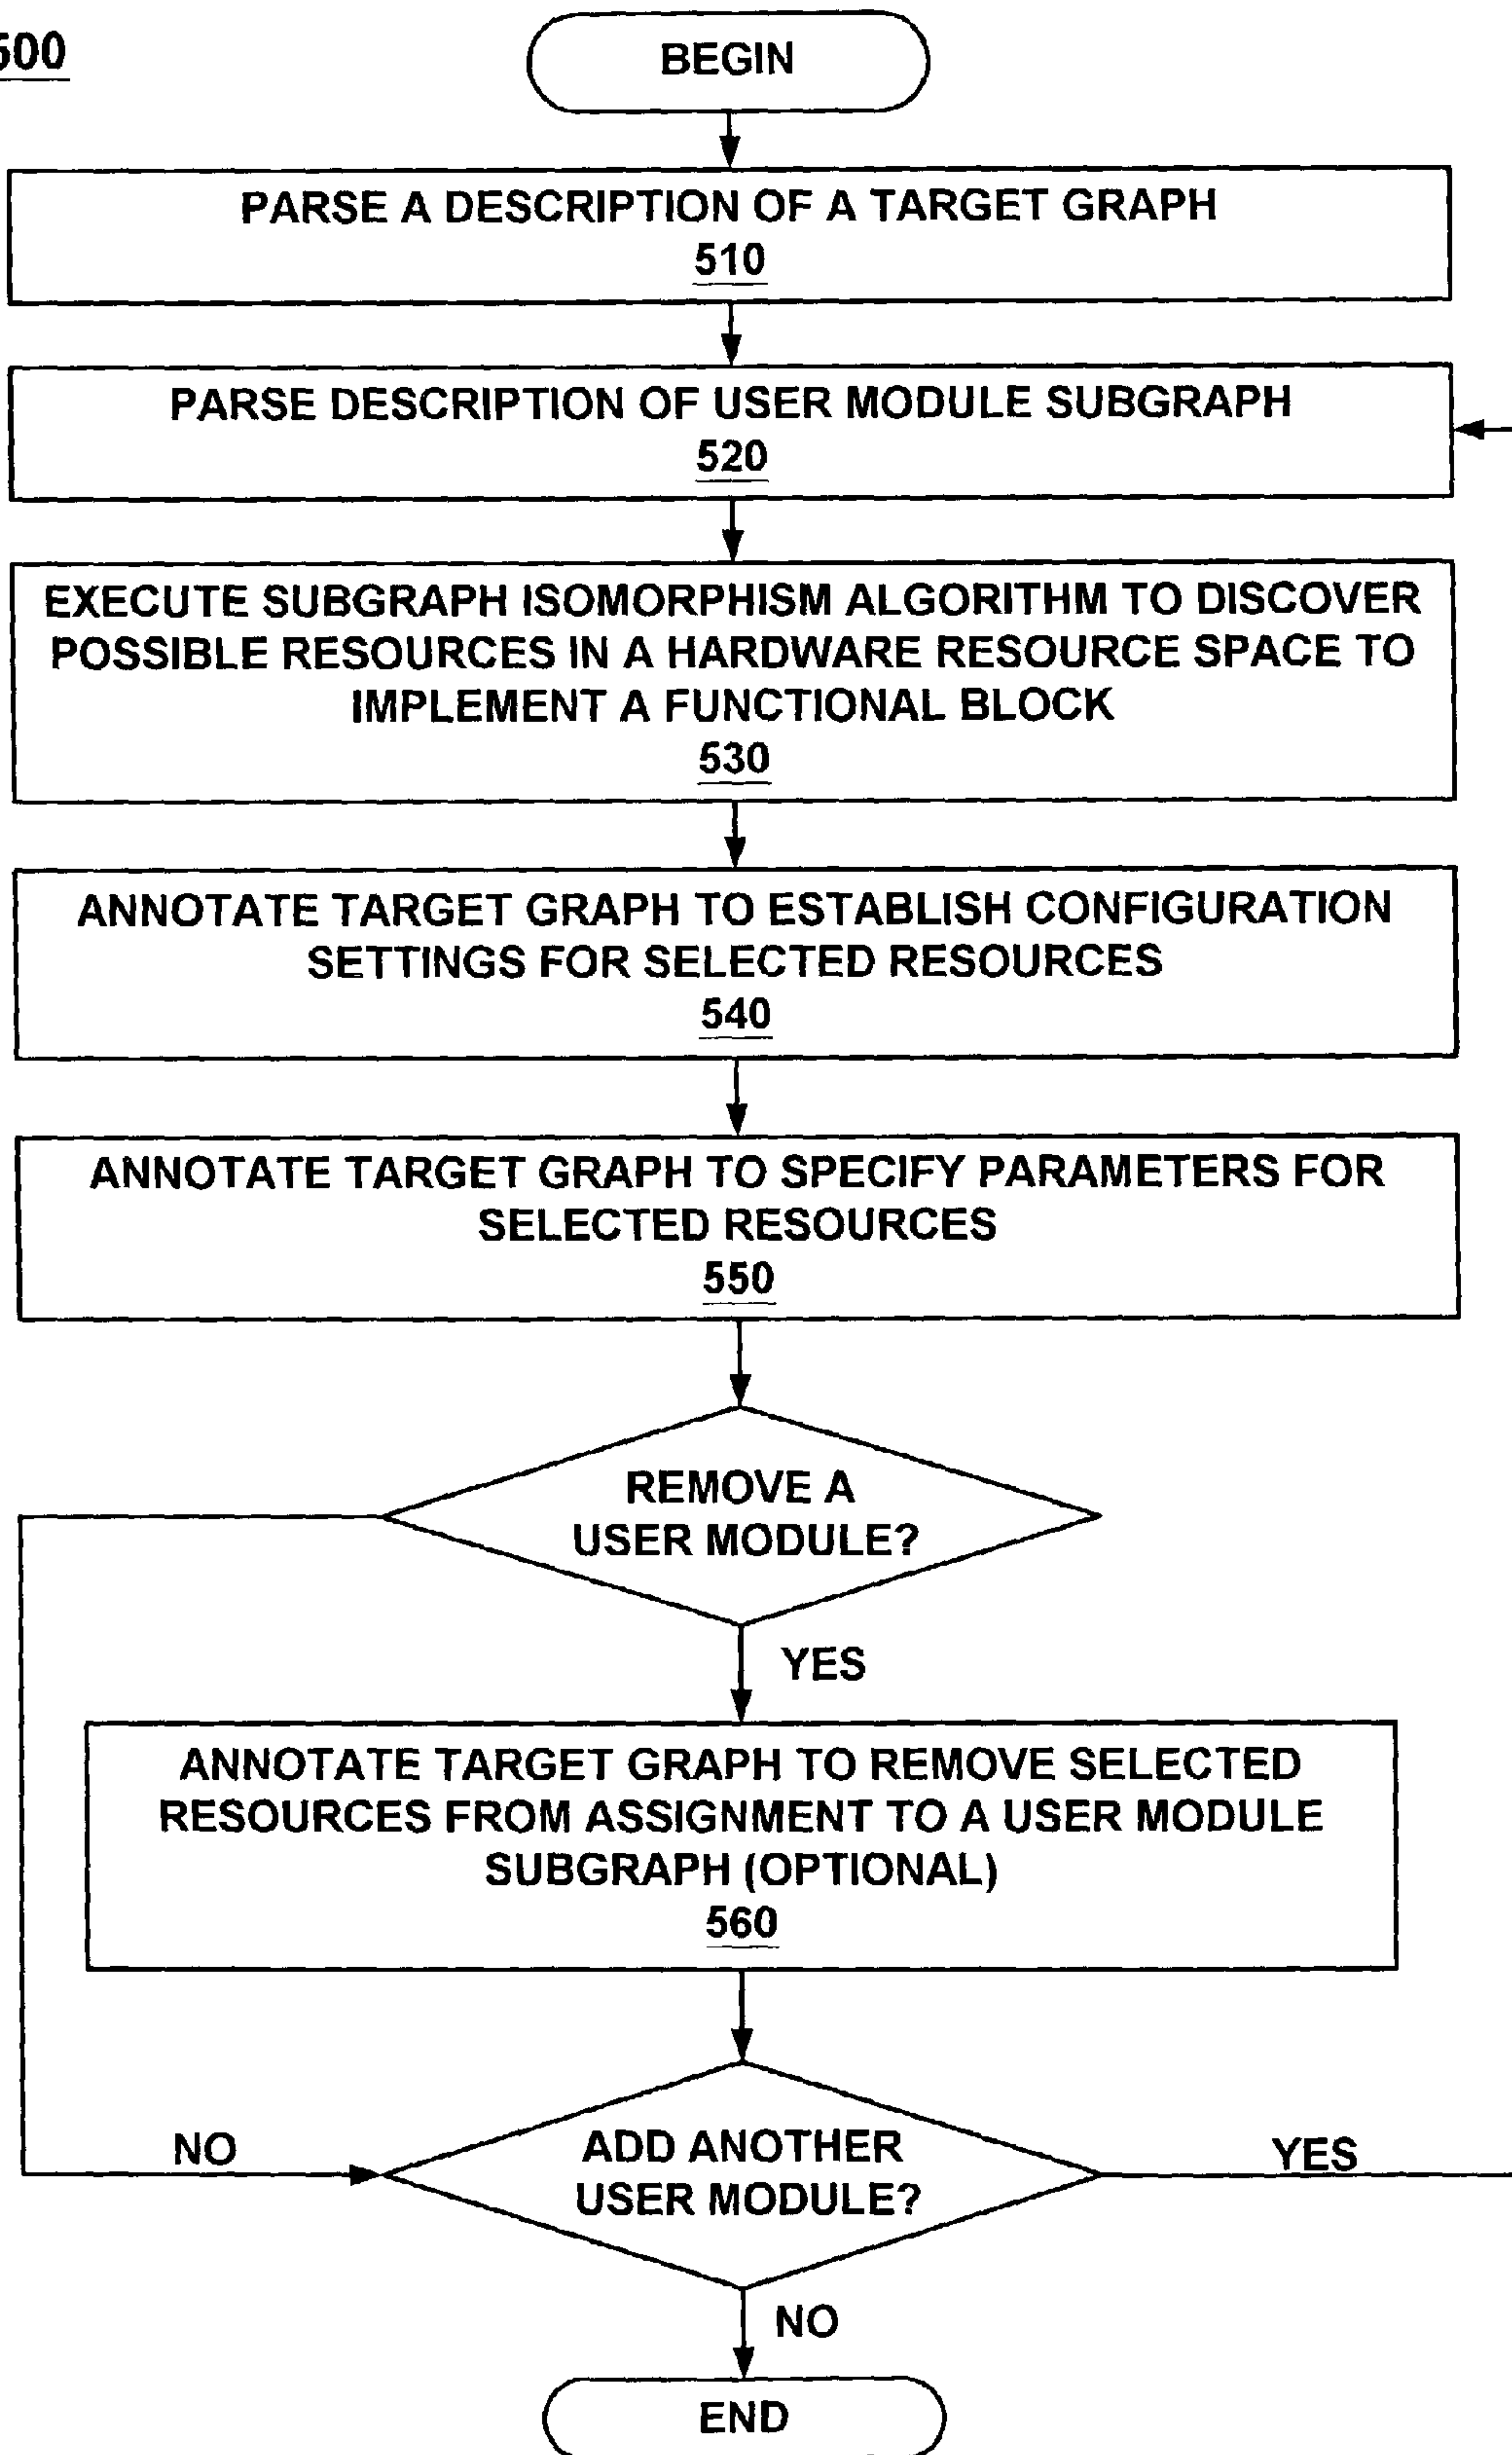 500
BEGIN
PARSE A DESCRIPTION OF A TARGET GRAPH
510
PARSE DESCRIPTION OF USER MODULE SUBGRAPH
520
EXECUTE SUBGRAPH ISOMORPHISM ALGORITHM TO DISCOVER
POSSIBLE RESOURCES IN A HARDWARE RESOURCE SPACE TO
IMPLEMENT A FUNCTIONAL BLOCK
530
ANNOTATE TARGET GRAPH TO ESTABLISH CONFIGURATION
SETTINGS FOR SELECTED RESOURCES
540
ANNOTATE TARGET GRAPH TO SPECIFY PARAMETERS FOR
SELECTED RESOURCES
550
REMOVE A
USER MODULE?
YES
ANNOTATE TARGET GRAPH TO REMOVE SELECTED
RESOURCES FROM ASSIGNMENT TO A USER MODULE
SUBGRAPH (OPTIONAL)
560
NO
ADD ANOTHER
USER MODULE?
YES
NO
END